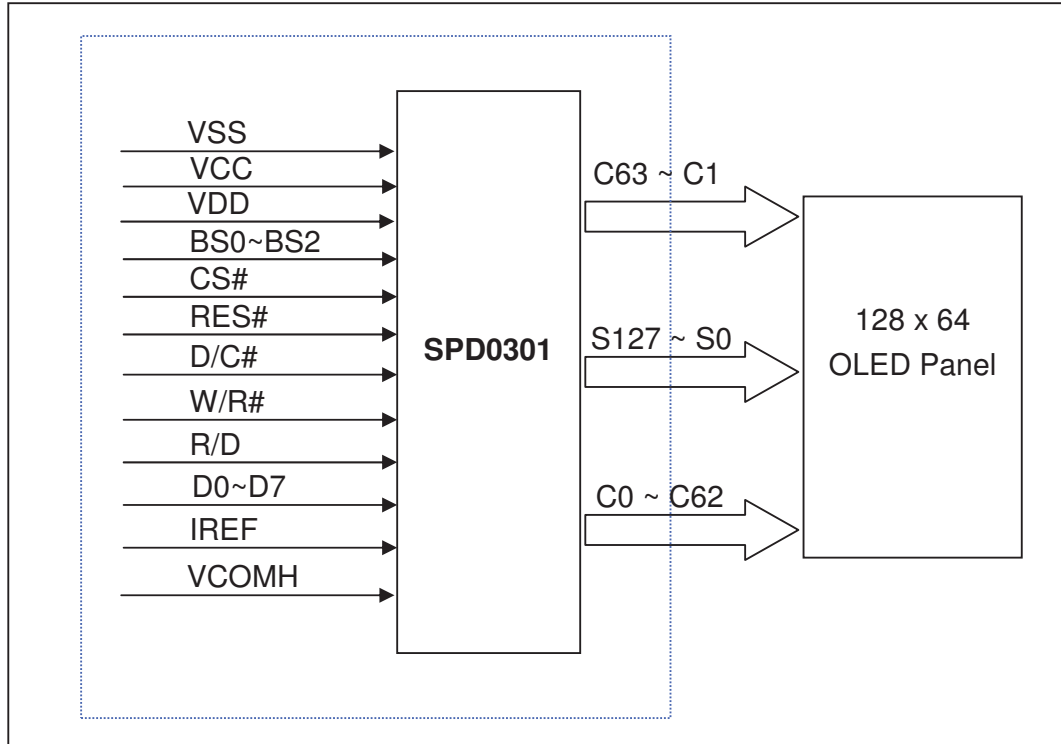 VSS
VCC
VDD
BS0~BS2
CS#
RES#
D/C#
W/R#
R/D
D0~D7
IREF
VCOMH
SPD0301
C63 ~ C1
S127 ~ S0
C0 ~ C62
128 x 64
OLED Panel